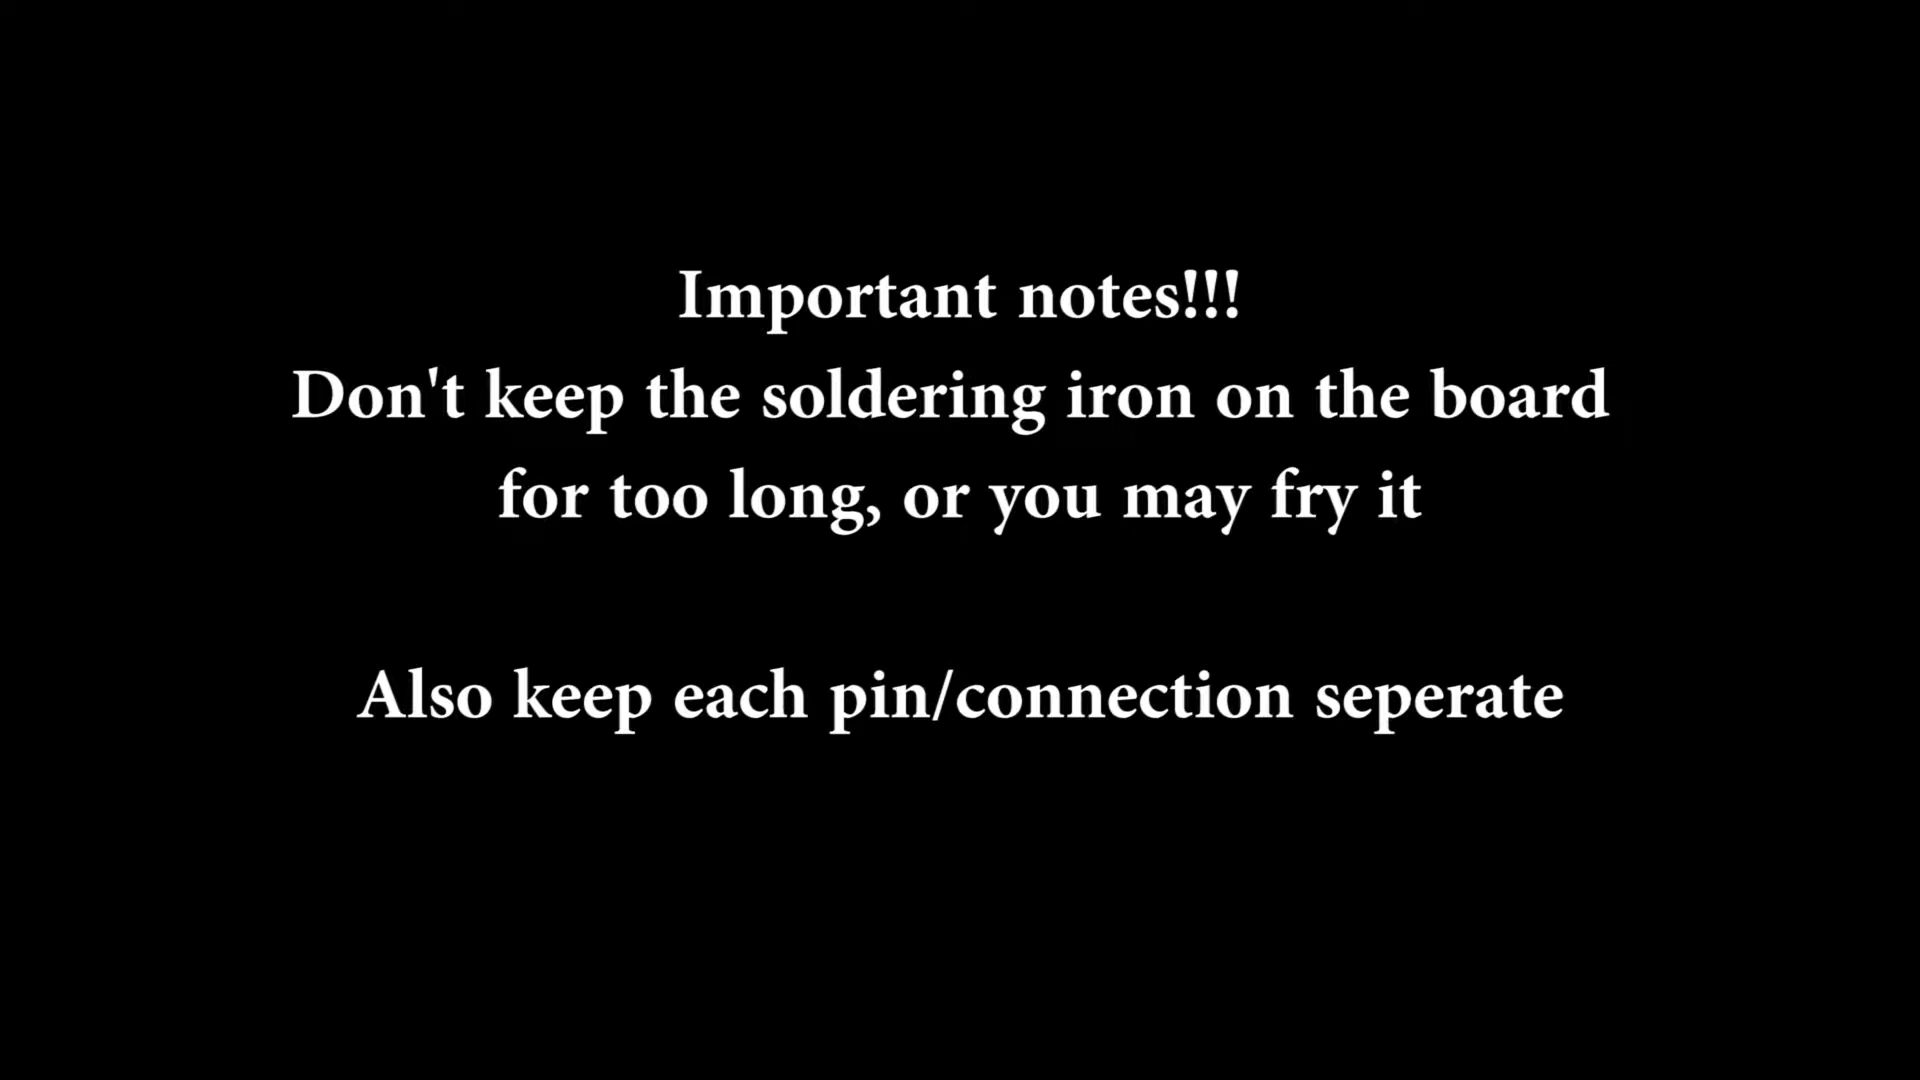 Important notes!!!
Don't keep the soldering iron on the board
for too long, or you may fry it
Also keep each pin/connection seperate